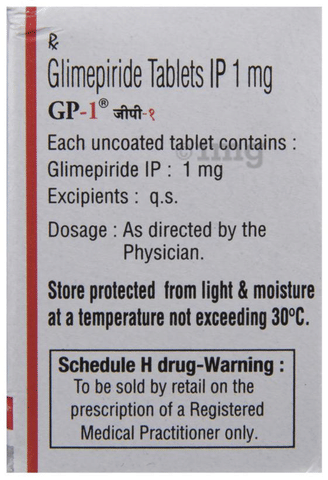 Rx
Glimepiride Tablets IP 1 mg
GP-1® जीपी-१
Each uncoated tablet contains :
Glimepiride IP : 1 mg
Excipients : q.s.
Dosage : As directed by the
Physician.
Store protected from light & moisture
at a temperature not exceeding 30ºC.
Schedule H drug-Warning :
To be sold by retail on the
prescription of a Registered
Medical Practitioner only.